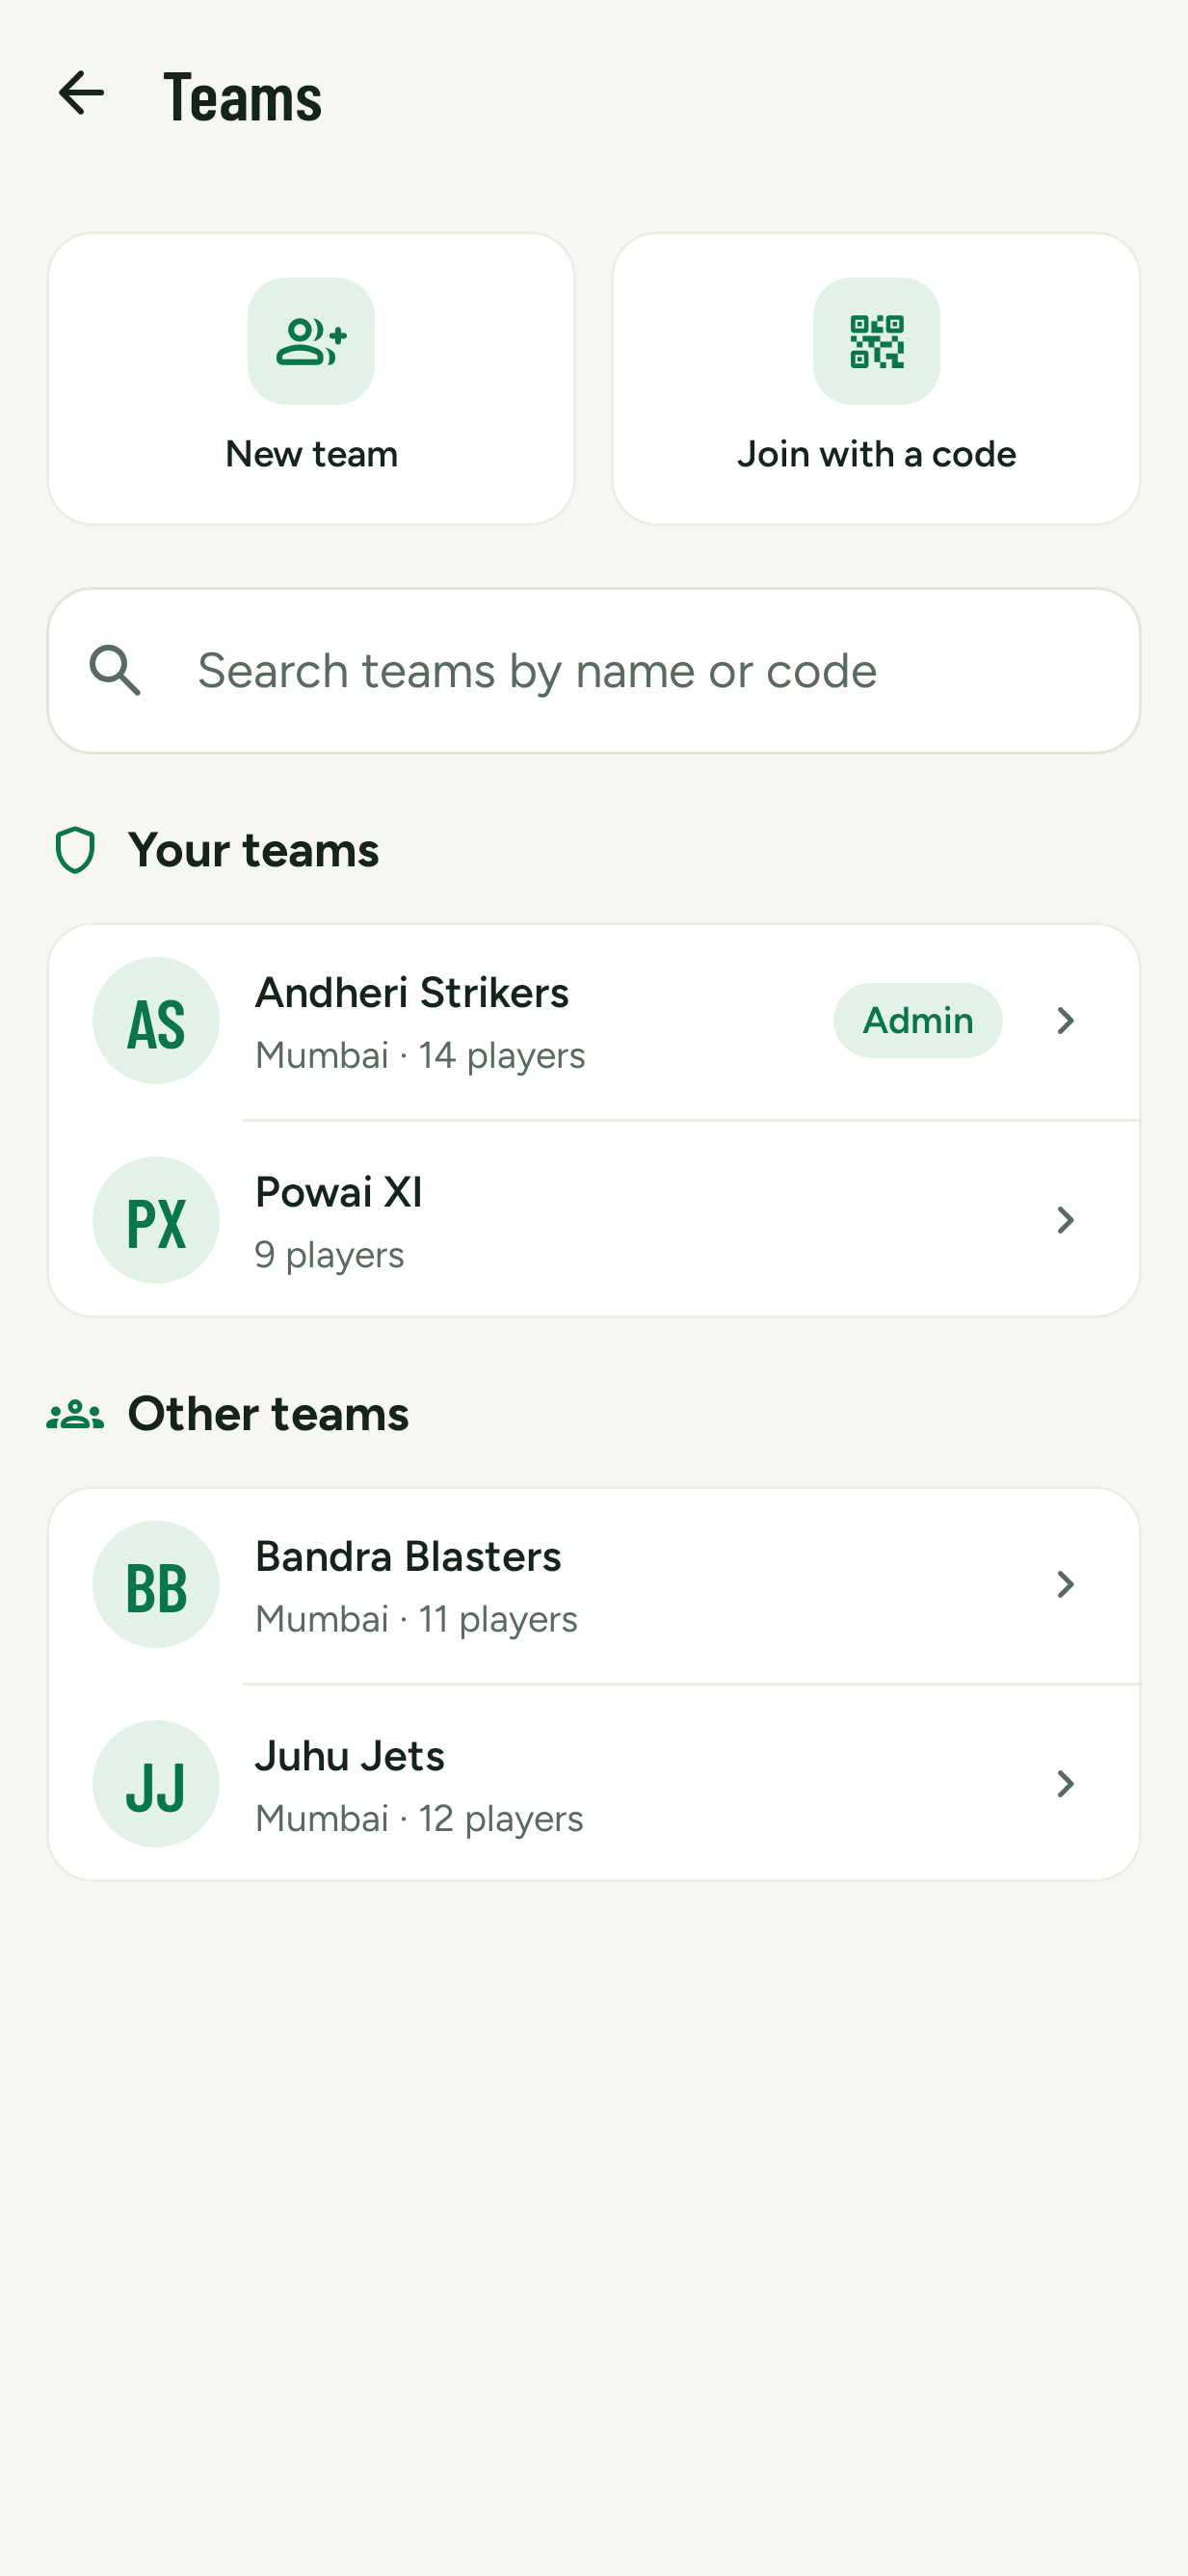 Teams
New team
Join with a code
Search teams by name or code
Your teams
AS
Andheri Strikers
Mumbai · 14 players
Admin
PX
Powai XI
9 players
Other teams
BB
Bandra Blasters
Mumbai · 11 players
JJ
Juhu Jets
Mumbai · 12 players